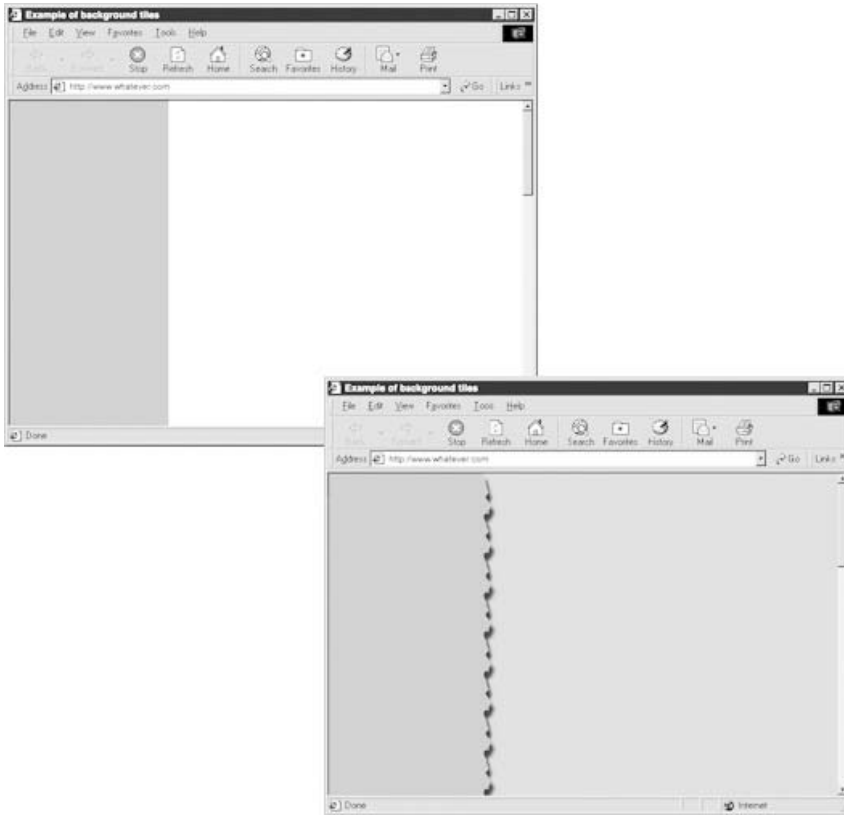 Example of background tiles
File Edit View Favorites Tools Help
Stop Refresh Home Search Favorites History Mail Print
Address http://www.whatever.com Go Links »
Done
Example of background tiles
File Edit View Favorites Tools Help
Stop Refresh Home Search Favorites History Mail Print
Address http://www.whatever.com Go Links »
Done Internet